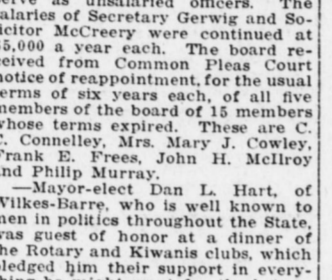 serve as unsalaried officers. The
salaries of Secretary Gerwig and So-
licitor McCreery were continued at
$5,000 a year each. The board re-
ceived from Common Pleas Court
notice of reappointment, for the usual
terms of six years each, of all five
members of the board of 15 members
whose terms expired. These are C.
Connelley, Mrs. Mary J. Cowley,
Frank E. Frees, John H. McIlroy
and Philip Murray.
—Mayor-elect Dan L. Hart, of
Wilkes-Barre, who is well known to
men in politics throughout the State,
was guest of honor at a dinner of
the Rotary and Kiwanis clubs, which
pledged him their support in every-